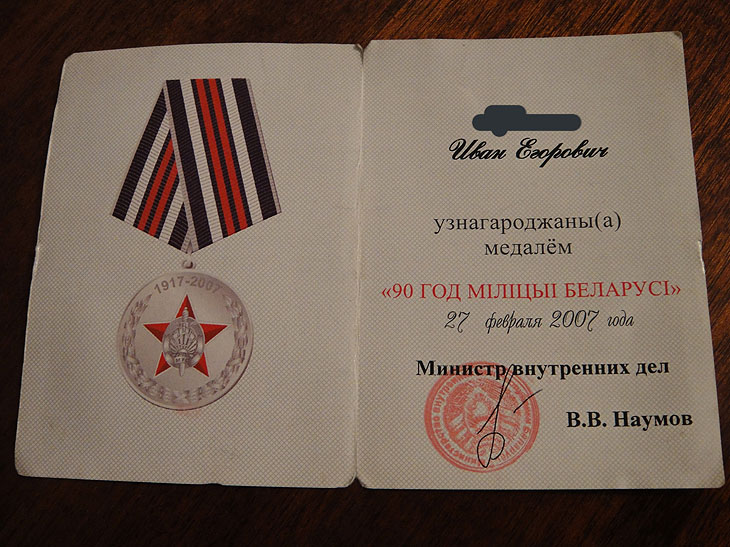 1917-2007
Иван Егорович
узнагароджаны(а)
медалём
«90 ГОД МІЛІЦЫІ БЕЛАРУСІ»
27 февраля 2007 года
Министр внутренних дел
В.В. Наумов